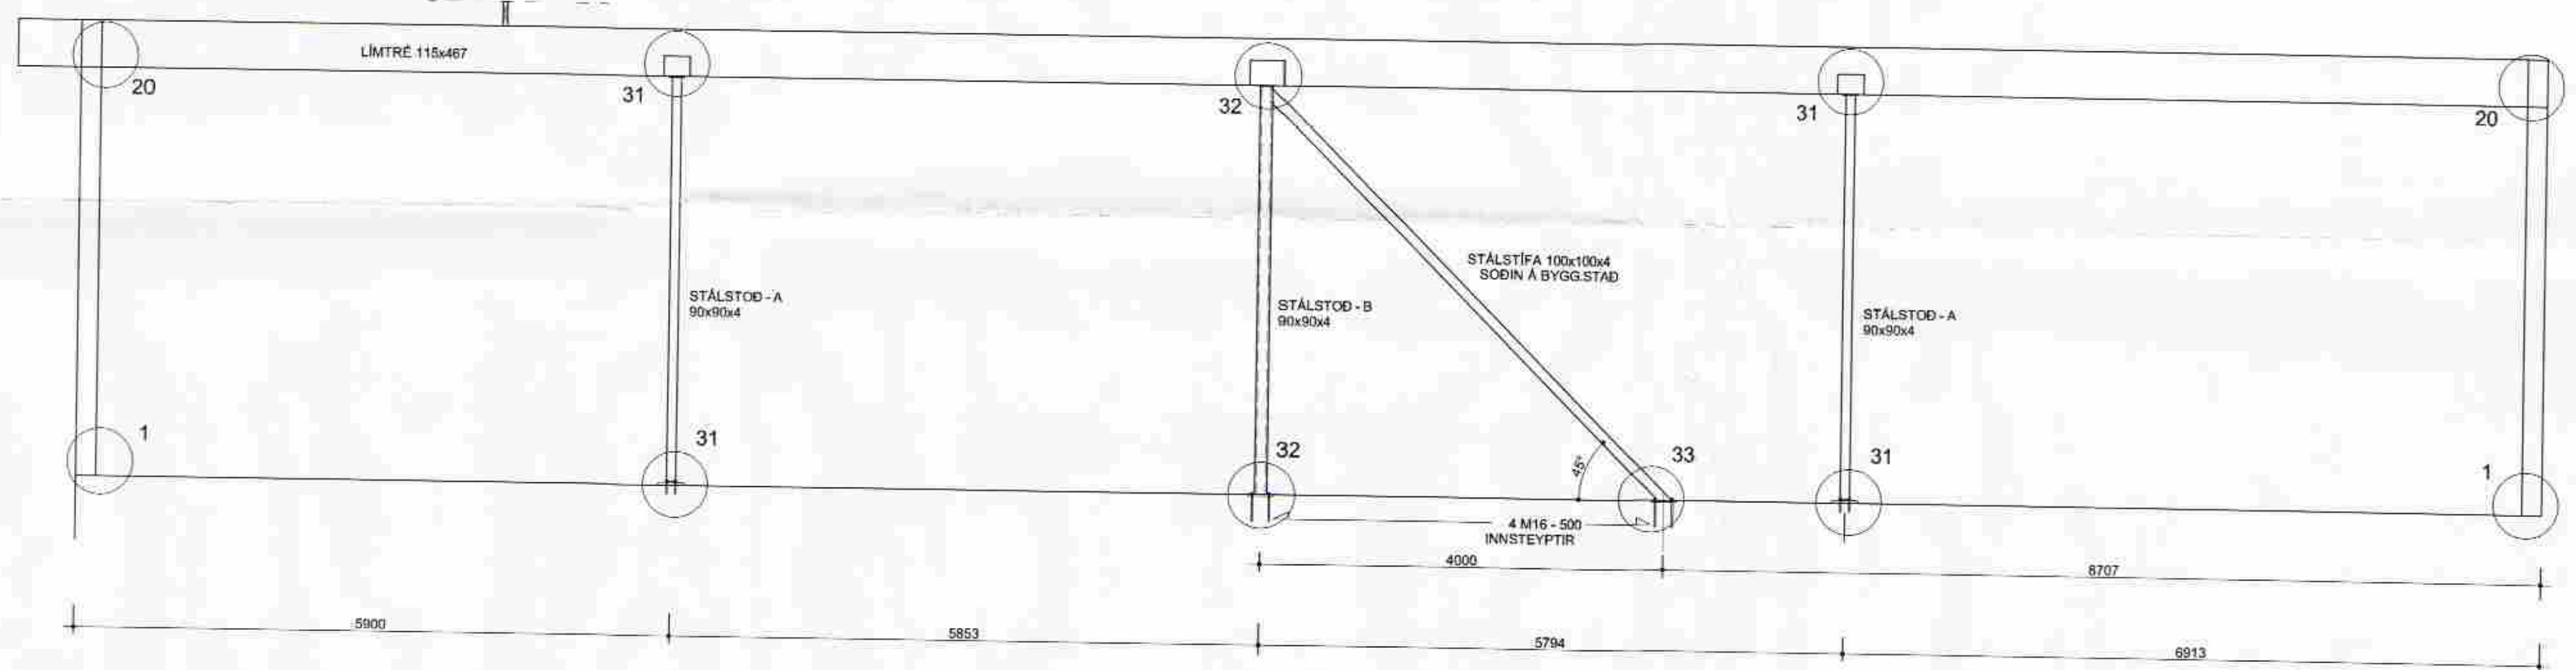 LÍMTRÉ 115x467
20
31
32
31
20
STÁLSTÍFA 100x100x4
SOÐIN Á BYGG.STAÐ
STÁLSTOÐ - A
90x90x4
STÁLSTOÐ - B
90x90x4
STÁLSTOÐ - A
90x90x4
1
31
32
45°
33
31
1
4 M16 - 500
INNSTEYPTIR
4000
8707
5900
5853
5794
6913